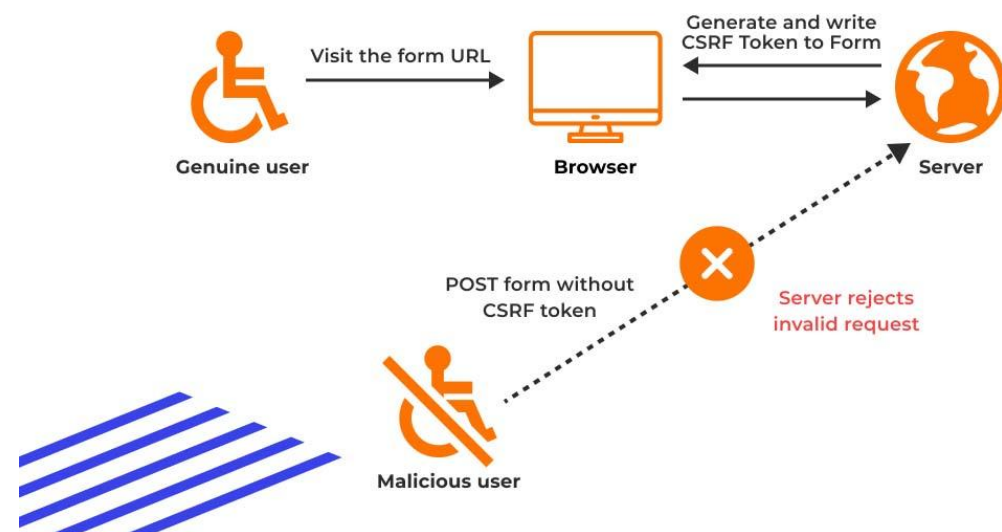 Visit the form URL
Generate and write
CSRF Token to Form
Genuine user
Browser
Server
POST form without
CSRF token
Server rejects
invalid request
Malicious user